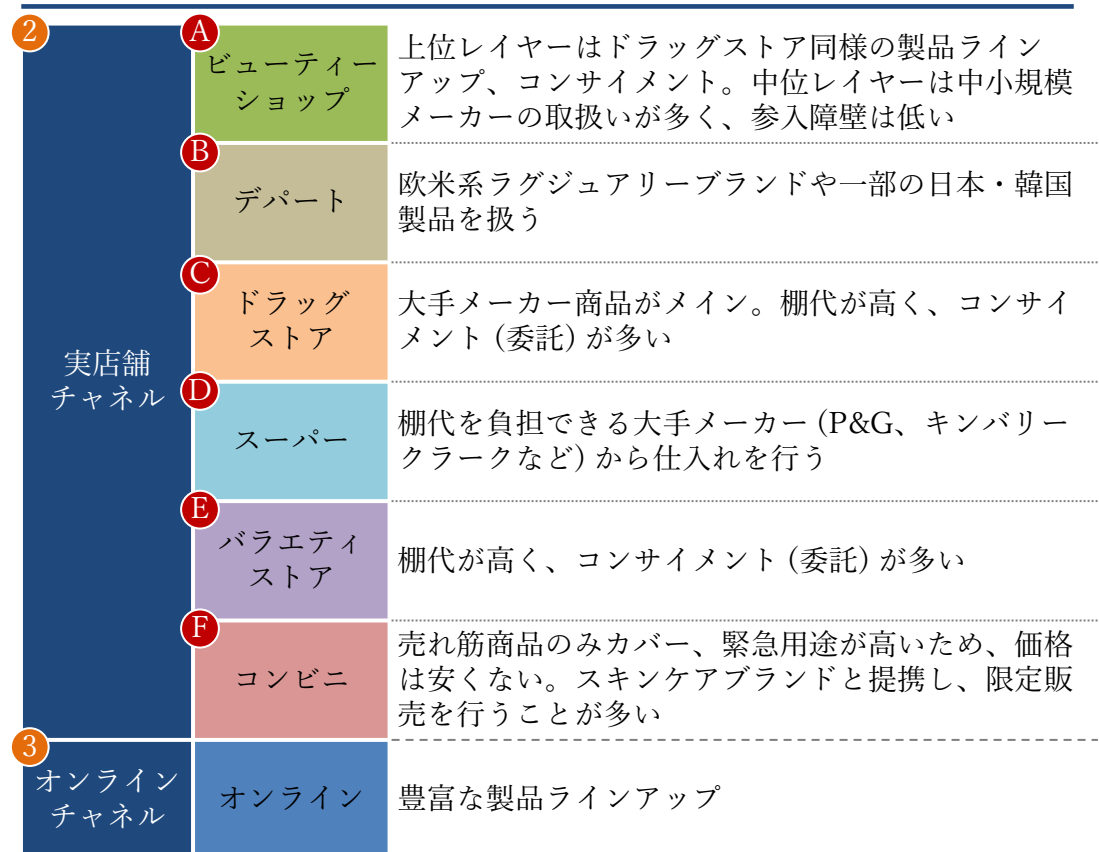 2
実店舗
チャネル
A
ビューティー
ショップ
上位レイヤーはドラッグストア同様の製品ライン
アップ、コンサイメント。中位レイヤーは中小規模
メーカーの取扱いが多く、参入障壁は低い
B
デパート
欧米系ラグジュアリーブランドや一部の日本・韓国
製品を扱う
C
ドラッグ
ストア
大手メーカー商品がメイン。棚代が高く、コンサイ
メント (委託) が多い
D
スーパー
棚代を負担できる大手メーカー (P&G、キンバリー
クラークなど) から仕入れを行う
E
バラエティ
ストア
棚代が高く、コンサイメント (委託) が多い
F
コンビニ
売れ筋商品のみカバー、緊急用途が高いため、価格
は安くない。スキンケアブランドと提携し、限定販
売を行うことが多い
3
オンライン
チャネル
オンライン
豊富な製品ラインアップ